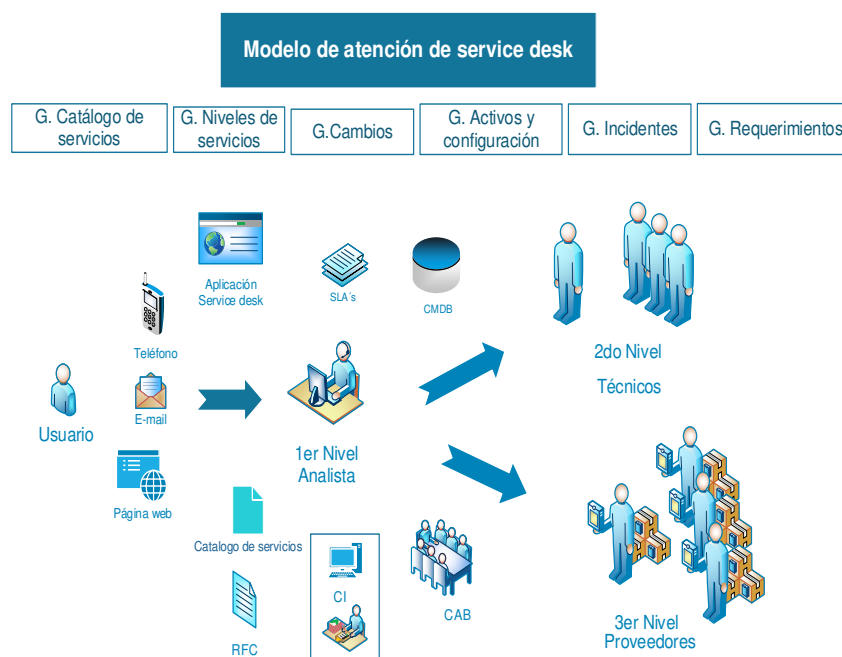 Modelo de atención de service desk
G. Catálogo de
servicios
G. Niveles de
servicios
G.Cambios
G. Activos y
configuración
G. Incidentes
G. Requerimientos
Aplicación
Service desk
SLA´s
CMDB
Teléfono
2do Nivel
Técnicos
E-mail
Usuario
1er Nivel
Analista
Página web
Catalogo de servicios
CI
CAB
RFC
3er Nivel
Proveedores